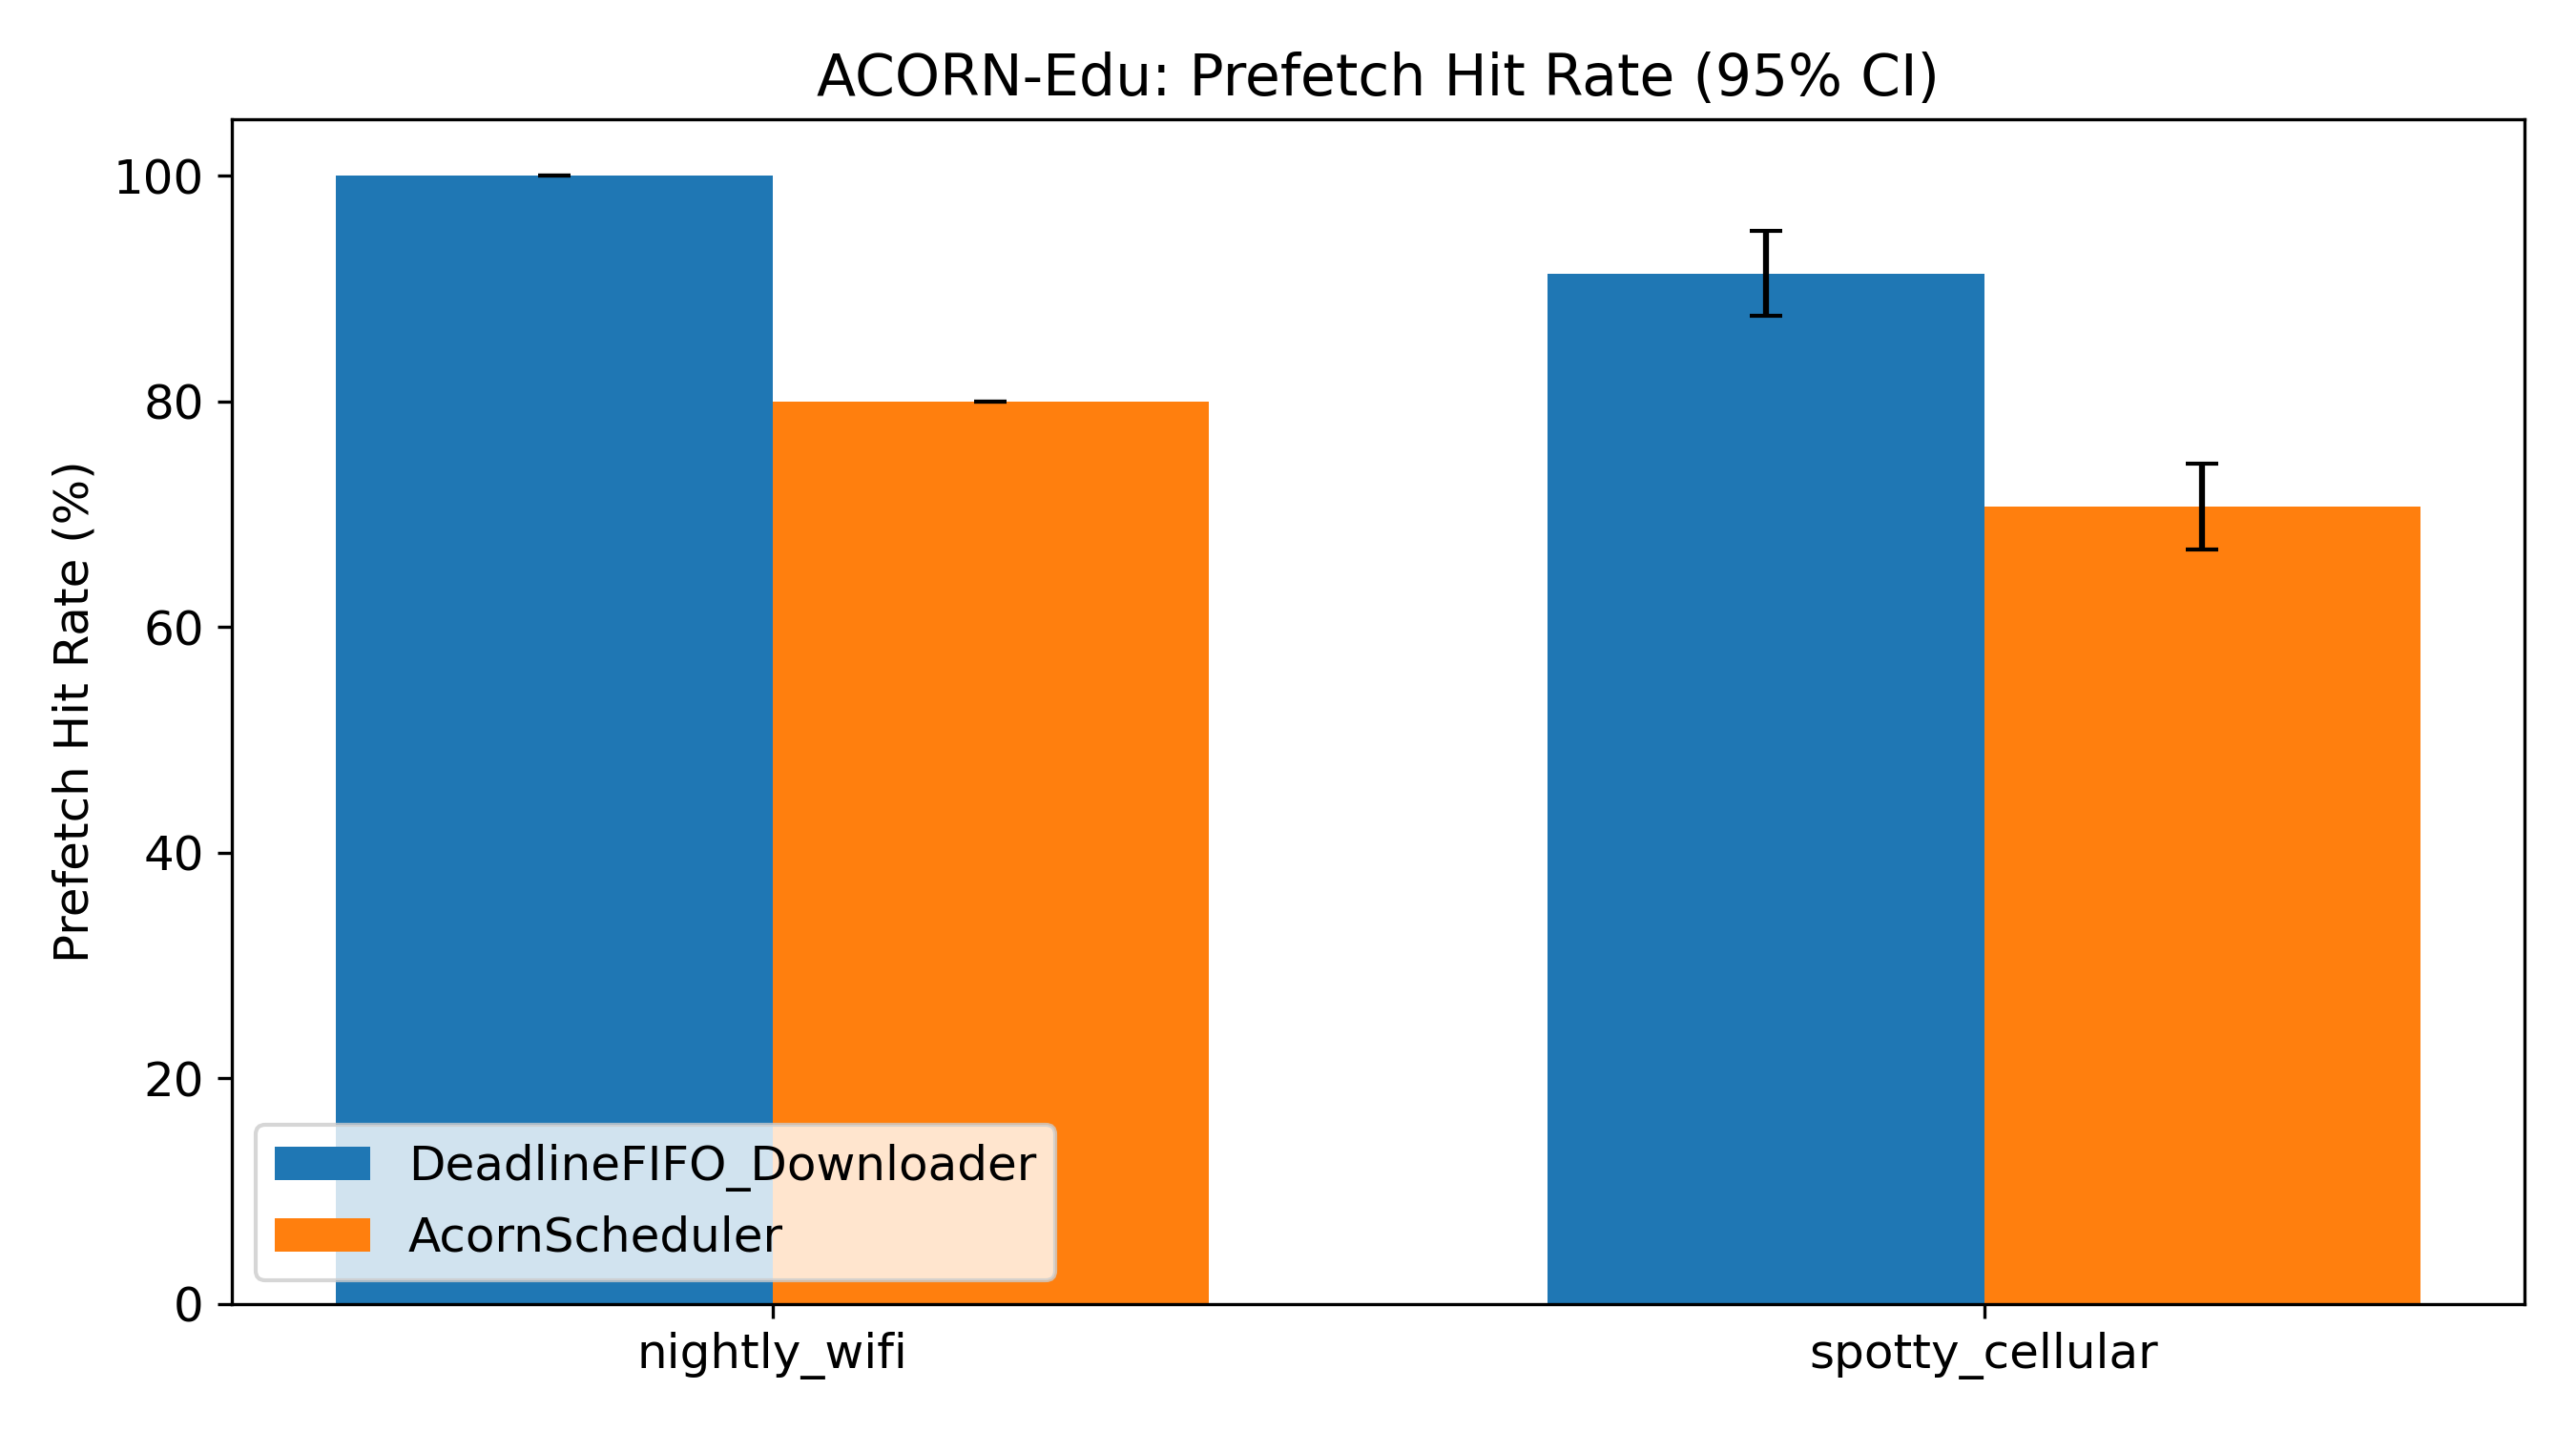 ACORN-Edu: Prefetch Hit Rate (95% CI)
Prefetch Hit Rate (%)
100
80
60
40
20
0
DeadlineFIFO_Downloader
AcornScheduler
nightly_wifi
spotty_cellular